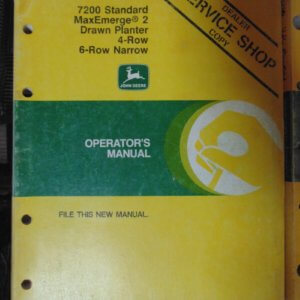 7200 Standard
MaxEmerge® 2
Drawn Planter
4-Row
6-Row Narrow
DEALER
SERVICE SHOP
COPY
JOHN DEERE
OPERATOR'S
MANUAL
FILE THIS NEW MANUAL.